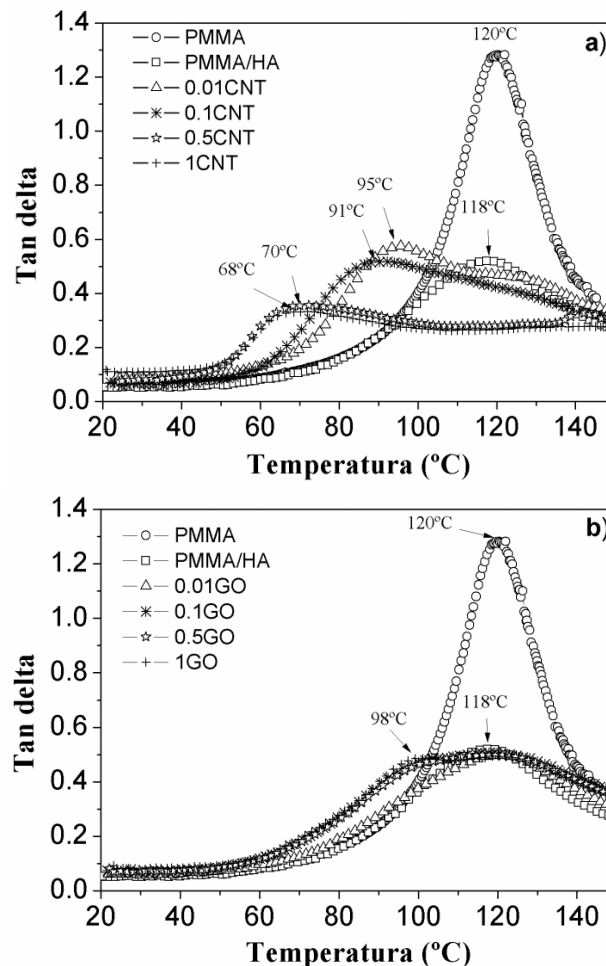 a)
PMMA
PMMA/HA
0.01CNT
0.1CNT
0.5CNT
1CNT
120ºC
95ºC
91ºC
118ºC
70ºC
68ºC
Tan delta
1.4
1.2
1.0
0.8
0.6
0.4
0.2
0.0
20 40 60 80 100 120 140
Temperatura (ºC)
b)
PMMA
PMMA/HA
0.01GO
0.1GO
0.5GO
1GO
120ºC
98ºC
118ºC
Tan delta
1.4
1.2
1.0
0.8
0.6
0.4
0.2
0.0
20 40 60 80 100 120 140
Temperatura (ºC)